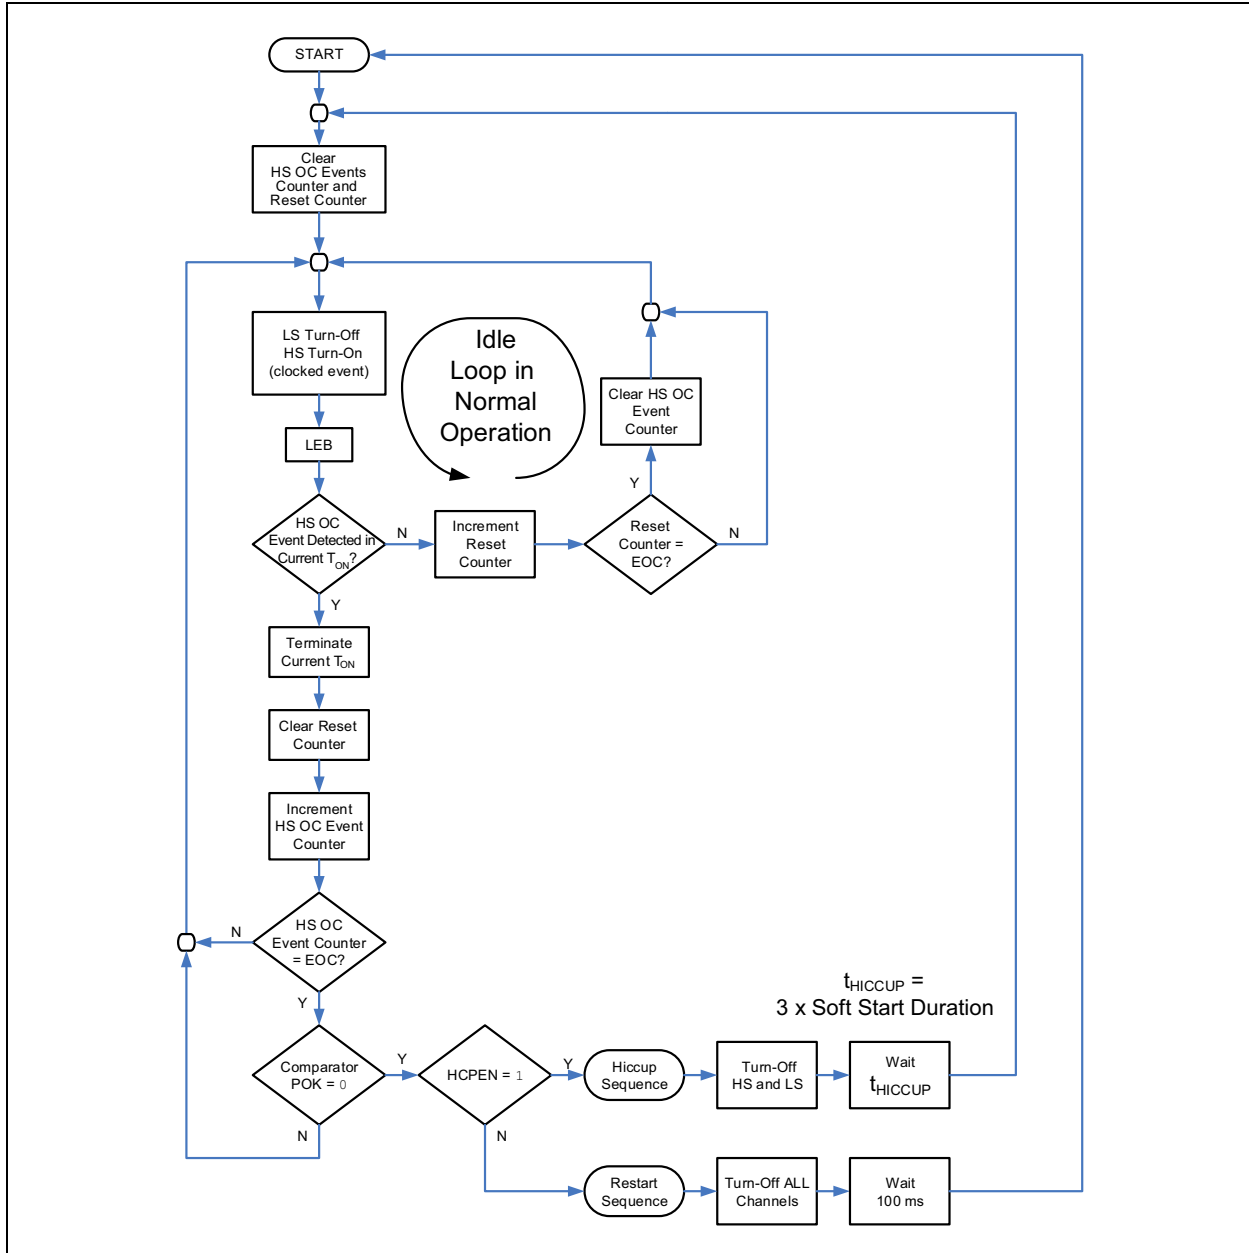 START
Clear
HS OC Events
Counter and
Reset Counter
LS Turn-Off
HS Turn-On
(clocked event)
Idle
Loop in
Normal
Operation
Clear HS OC
Event
Counter
LEB
Y
HS OC
Event Detected in
Current TON?
N
Increment
Reset
Counter
Reset
Counter =
EOC?
N
Y
Terminate
Current TON
Clear Reset
Counter
Increment
HS OC Event
Counter
HS OC
Event Counter
= EOC?
N
Y
tHICCUP =
3 x Soft Start Duration
Comparator
POK = 0
Y
N
HCPEN = 1
Y
N
Hiccup
Sequence
Turn-Off
HS and LS
Wait
tHICCUP
Restart
Sequence
Turn-Off ALL
Channels
Wait
100 ms